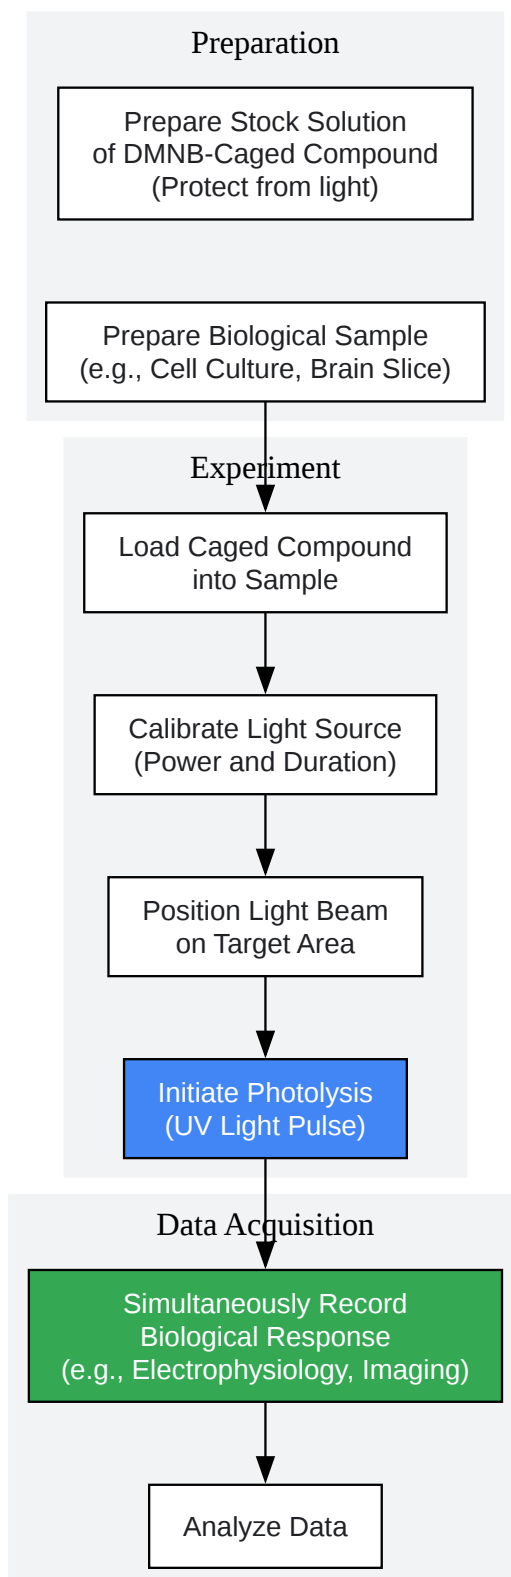 Preparation
Prepare Stock Solution
of DMNB-Caged Compound
(Protect from light)
Prepare Biological Sample
(e.g., Cell Culture, Brain Slice)
Experiment
Load Caged Compound
into Sample
Calibrate Light Source
(Power and Duration)
Position Light Beam
on Target Area
Initiate Photolysis
(UV Light Pulse)
Data Acquisition
Simultaneously Record
Biological Response
(e.g., Electrophysiology, Imaging)
Analyze Data